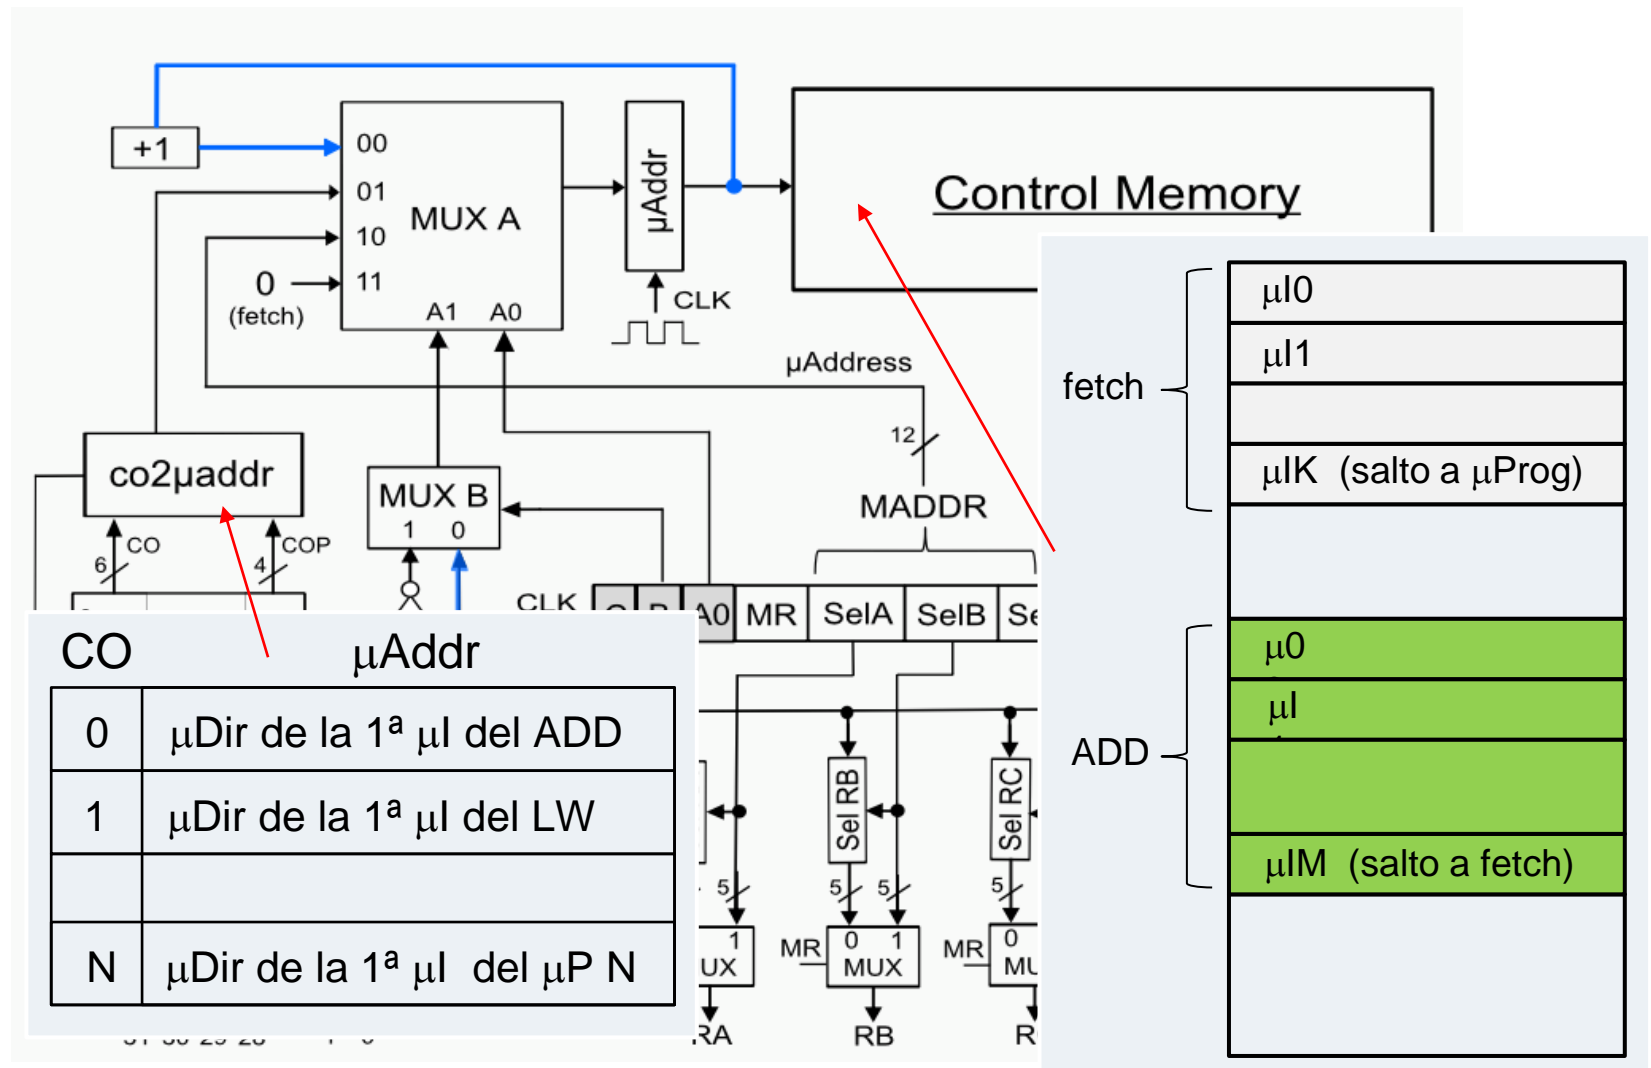 +1
00
01
10
11
MUX A
A1 A0
0
(fetch)
µAddr
CLK
Control Memory
µAddress
12
MADDR
co2µaddr
CO
COP
6
4
MUX B
1 0
CLK
A0 MR SelA SelB
Sel RB
Sel RC
5
5
5
5
1
MR
0 1
MUX
MR
0
UX
RA
RB
CO µAddr
0 µDir de la 1ª µI del ADD
1 µDir de la 1ª µI del LW
N µDir de la 1ª µI del µP N
fetch
µI0
µI1
µIK (salto a µProg)
ADD
µ0
µI
µIM (salto a fetch)